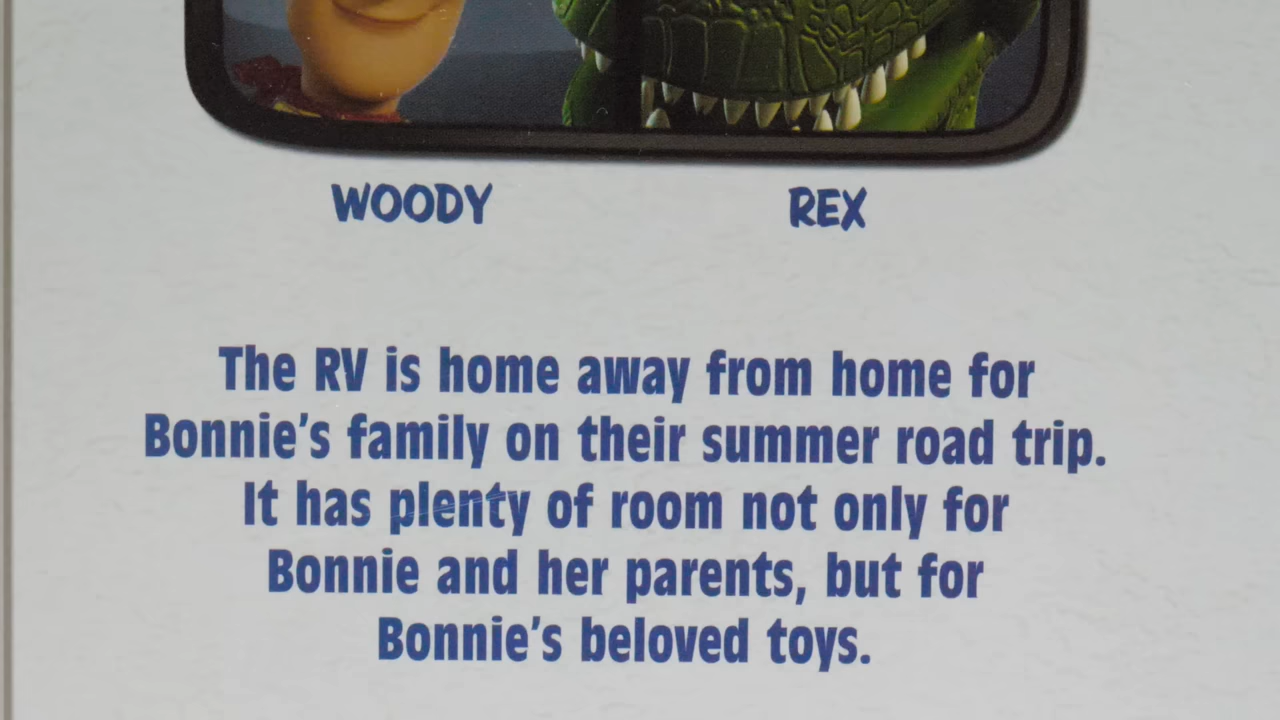 WOODY REX
The RV is home away from home for
Bonnie's family on their summer road trip.
It has plenty of room not only for
Bonnie and her parents, but for
Bonnie's beloved toys.